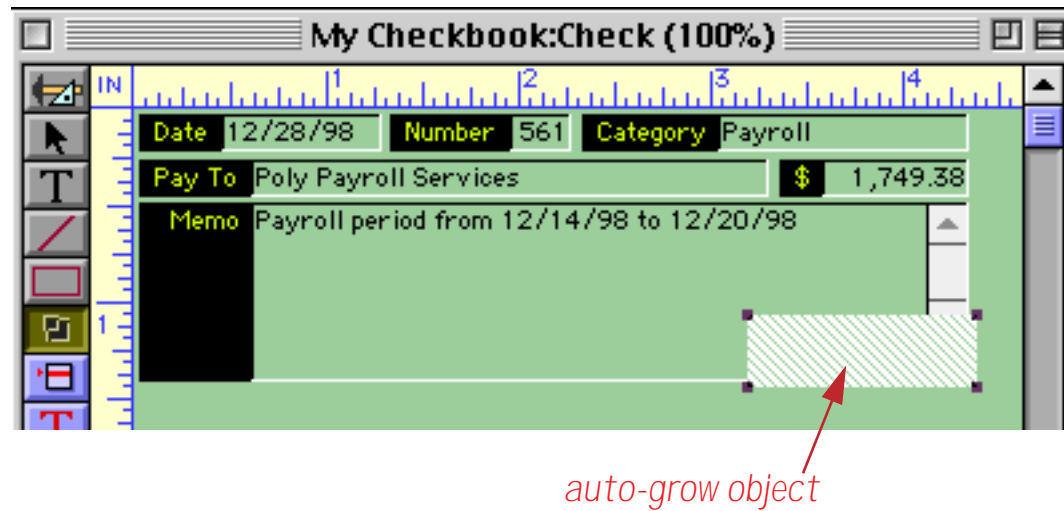 My Checkbook:Check (100%)
IN 1 2 3 4
T Date 12/28/98 Number 561 Category Payroll
Pay To Poly Payroll Services $ 1,749.38
Memo Payroll period from 12/14/98 to 12/20/98
1
T
auto-grow object